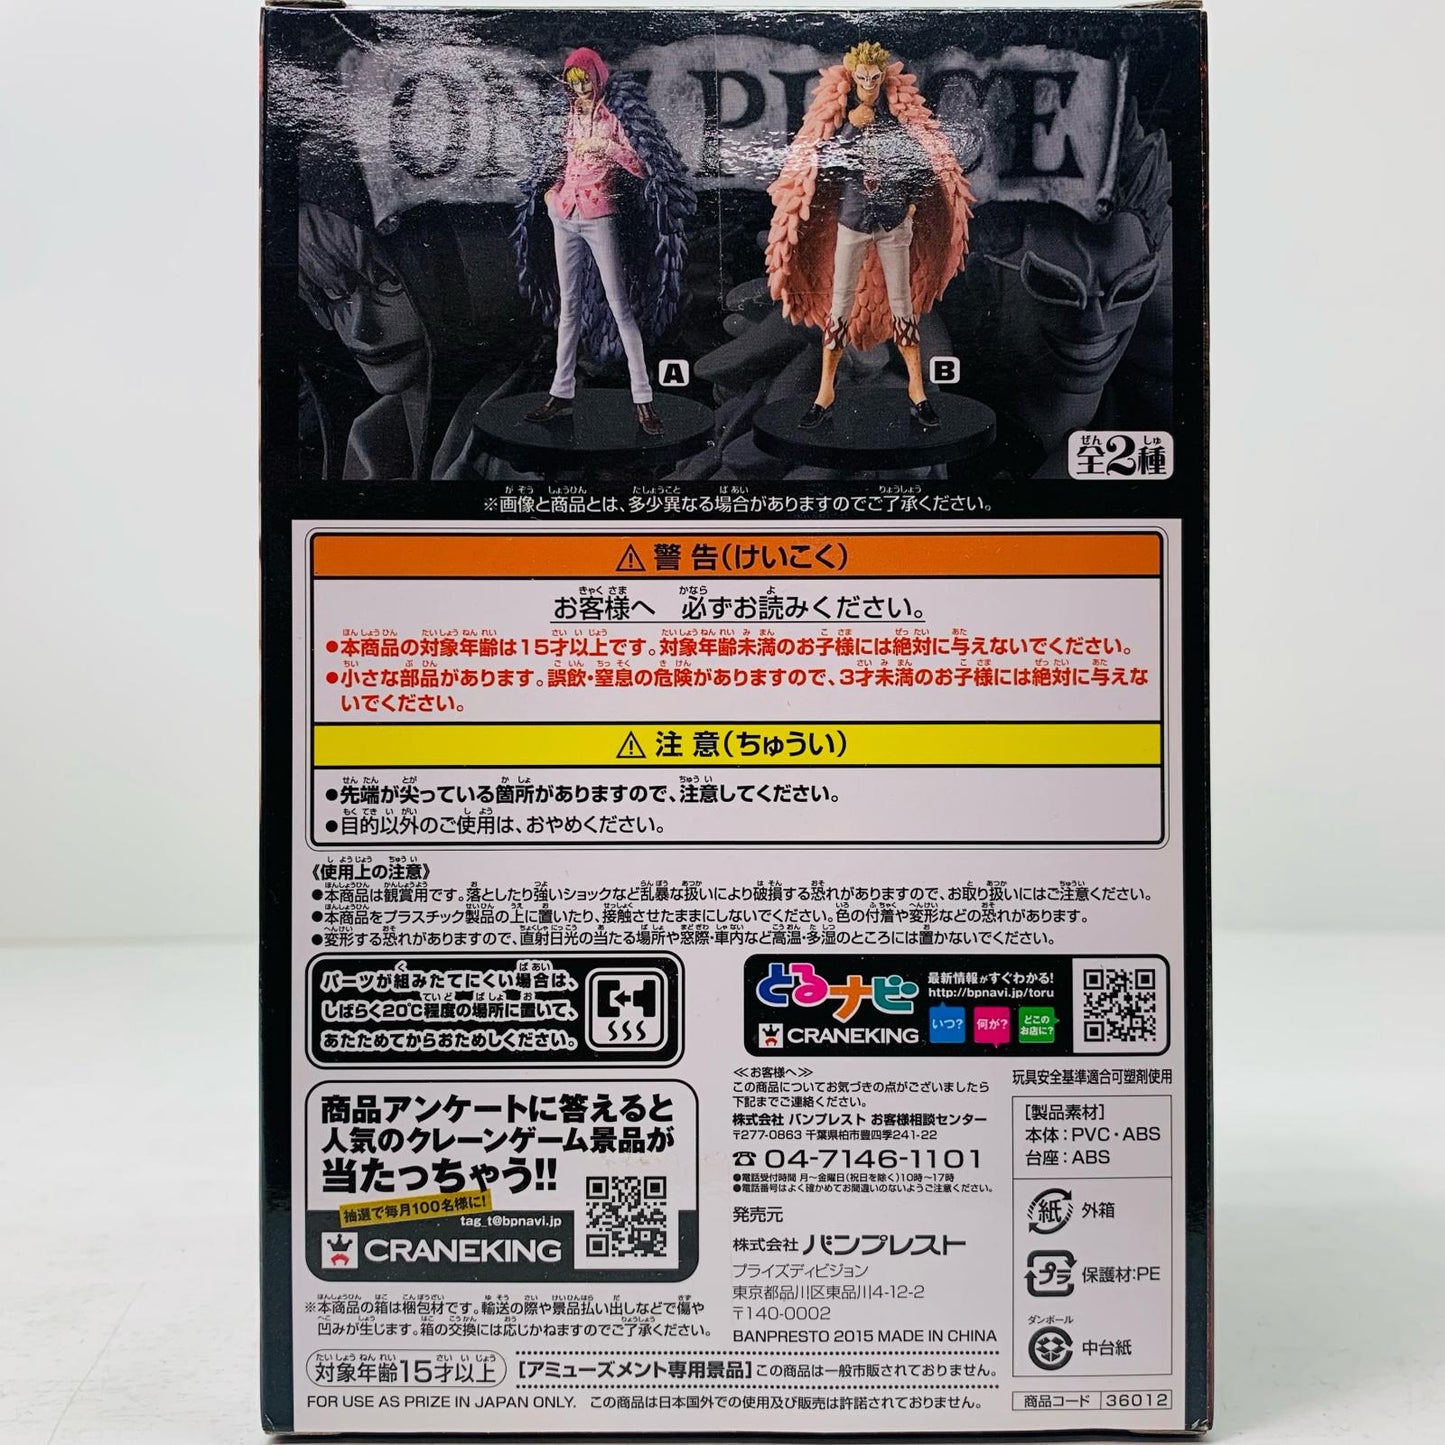 ONE PIECE
A
B
全2種
※画像と商品とは、多少異なる場合がありますのでご了承ください。
⚠ 警告(けいこく)
お客様へ 必ずお読みください。
●本商品の対象年齢は15才以上です。対象年齢未満のお子様には絶対に与えないでください。
●小さな部品があります。誤飲・窒息の危険がありますので、3才未満のお子様には絶対に与えな
いでください。
⚠ 注意(ちゅうい)
●先端が尖っている箇所がありますので、注意してください。
●目的以外のご使用は、おやめください。
《使用上の注意》
●本商品は観賞用です。落としたり強いショックなど乱暴な扱いにより破損する恐れがありますので、お取り扱いにはご注意ください。
●本商品をプラスチック製品の上に置いたり、接触させたままにしないでください。色の付着や変形などの恐れがあります。
●変形する恐れがありますので、直射日光の当たる場所や窓際・車内など高温・多湿のところには置かないでください。
パーツが組みたてにくい場合は、
しばらく20℃程度の場所に置いて、
あたためてからおためしください。
とるナビ
最新情報がすぐわかる!
http://bpnavi.jp/toru
CRANEKING
いつ?
何が?
どこの
お店に?
商品アンケートに答えると
人気のクレーンゲーム景品が
当たっちゃう!!
抽選で毎月100名様に!
tag_t@bpnavi.jp
CRANEKING
※本商品の箱は梱包材です。輸送の際や景品払い出しなどで傷や
凹みが生じます。箱の交換には応じかねますのでご了承ください。
≪お客様へ≫
この商品についてお気づきの点がございましたら
下記までご連絡ください。
株式会社 バンプレスト お客様相談センター
〒277-0863 千葉県柏市豊四季241-22
☎ 04-7146-1101
●電話受付時間 月〜金曜日(祝日を除く)10時〜17時
●電話番号はよく確かめてお間違いのないようご注意ください。
発売元
株式会社 バンプレスト
プライズディビジョン
東京都品川区東品川4-12-2
〒140-0002
BANPRESTO 2015 MADE IN CHINA
玩具安全基準適合可塑剤使用
[製品素材]
本体:PVC・ABS
台座:ABS
紙 外箱
プラ 保護材:PE
ダンボール
中台紙
対象年齢15才以上
[アミューズメント専用景品]この商品は一般市販されておりません。
FOR USE AS PRIZE IN JAPAN ONLY. この商品は日本国外での使用及び販売は許諾されておりません。
商品コード 36012